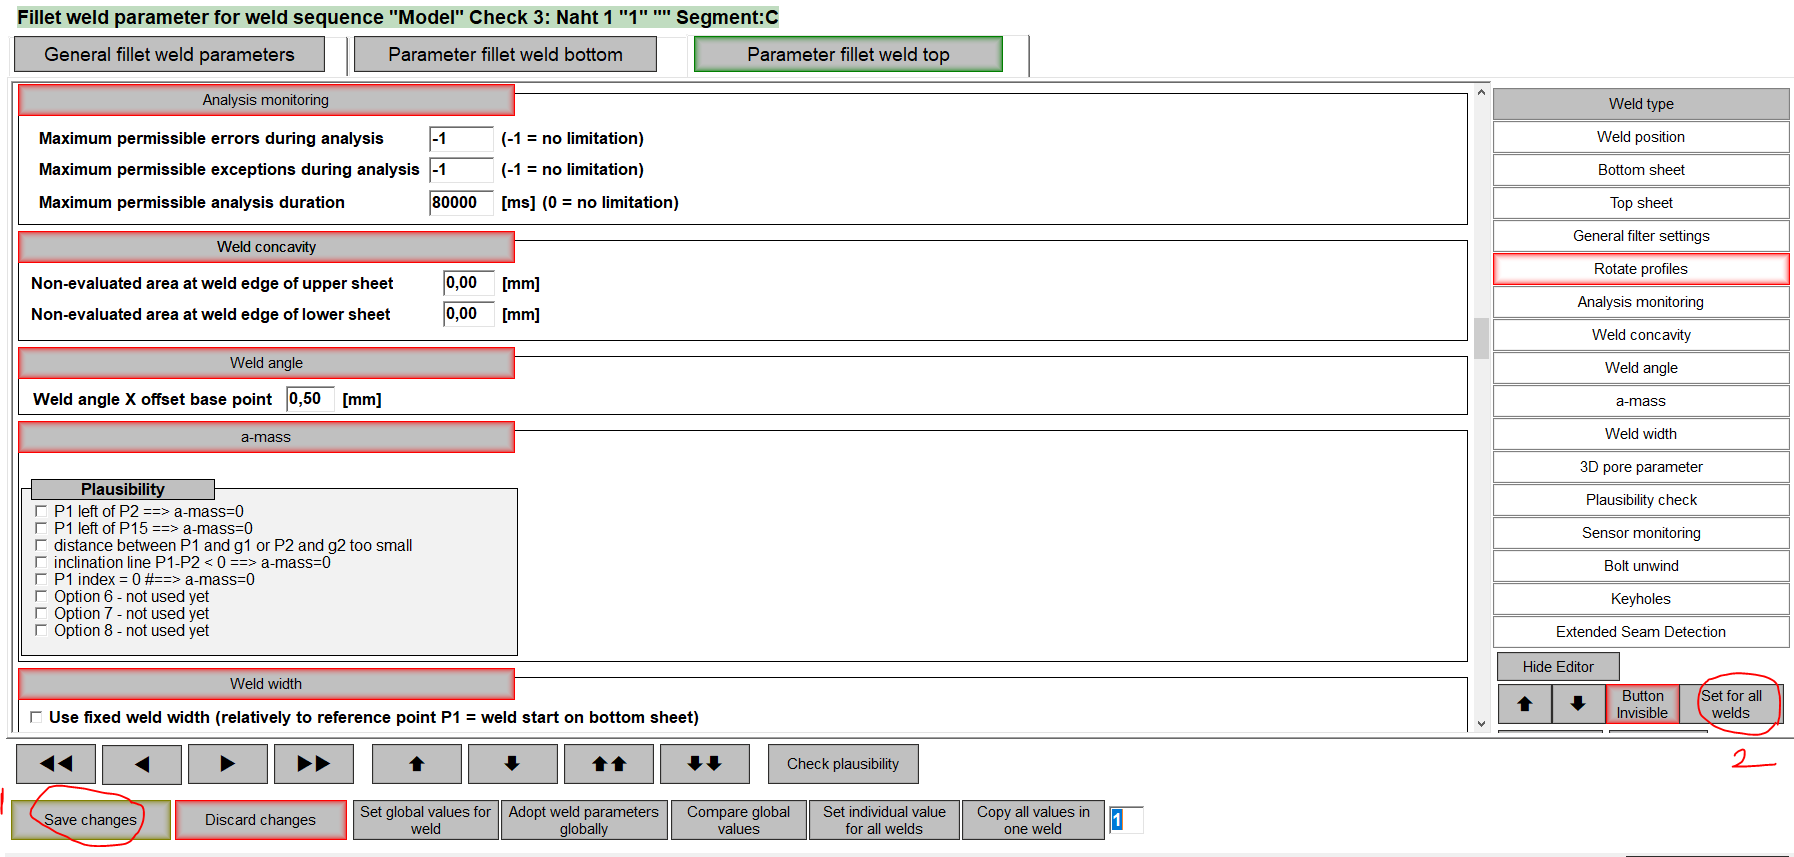 Fillet weld parameter for weld sequence "Model" Check 3: Naht 1 "1" "" Segment:C
General fillet weld parameters
Parameter fillet weld bottom
Parameter fillet weld top
Analysis monitoring
Maximum permissible errors during analysis -1 (-1 = no limitation)
Maximum permissible exceptions during analysis -1 (-1 = no limitation)
Maximum permissible analysis duration 80000 [ms] (0 = no limitation)
Weld concavity
Non-evaluated area at weld edge of upper sheet 0,00 [mm]
Non-evaluated area at weld edge of lower sheet 0,00 [mm]
Weld angle
Weld angle X offset base point 0,50 [mm]
a-mass
Plausibility
P1 left of P2 ==> a-mass=0
P1 left of P15 ==> a-mass=0
distance between P1 and g1 or P2 and g2 too small
inclination line P1-P2 < 0 ==> a-mass=0
P1 index = 0 #==> a-mass=0
Option 6 - not used yet
Option 7 - not used yet
Option 8 - not used yet
Weld width
Use fixed weld width (relatively to reference point P1 = weld start on bottom sheet)
Weld type
Weld position
Bottom sheet
Top sheet
General filter settings
Rotate profiles
Analysis monitoring
Weld concavity
Weld angle
a-mass
Weld width
3D pore parameter
Plausibility check
Sensor monitoring
Bolt unwind
Keyholes
Extended Seam Detection
Hide Editor
Button
Invisible
Set for all
welds
2
Check plausibility
1
Save changes
Discard changes
Set global values for
weld
Adopt weld parameters
globally
Compare global
values
Set individual value
for all welds
Copy all values in
one weld
1